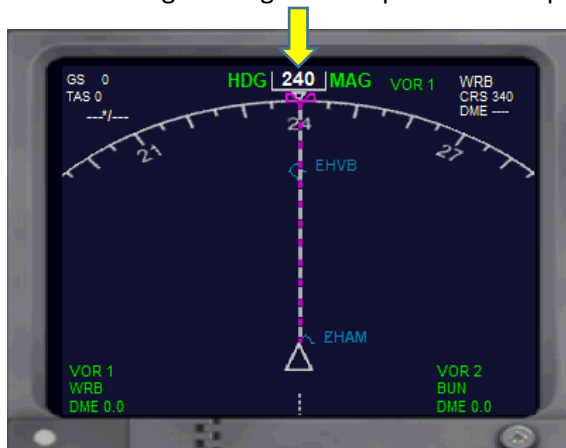 GS 0
TAS 0
---*/---
HDG 240 MAG
VOR 1
WRB
CRS 340
DME ----
21
24
27
EHVB
EHAM
VOR 1
WRB
DME 0.0
VOR 2
BUN
DME 0.0